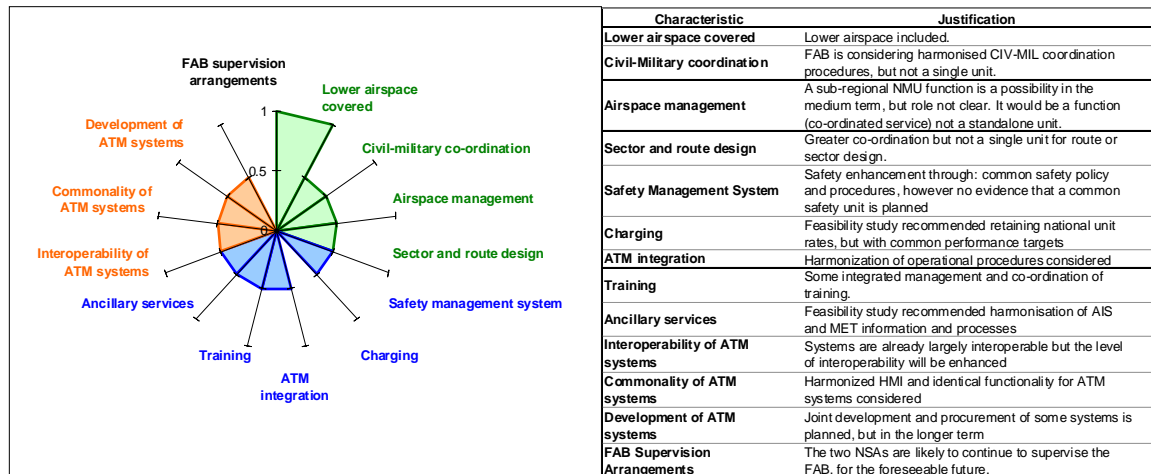 FAB supervision
arrangements
Lower airspace
covered
Development of
ATM systems
Civil-military co-ordination
Commonality of
ATM systems
Airspace management
Interoperability of
ATM systems
Sector and route design
Ancillary services
Safety management system
Training
Charging
ATM
integration
1
0.5
0
Characteristic Justification
Lower airspace covered Lower airspace included.
Civil-Military coordination FAB is considering harmonised CIV-MIL coordination
procedures, but not a single unit.
Airspace management A sub-regional NMU function is a possibility in the
medium term, but role not clear. It would be a function
(co-ordinated service) not a standalone unit.
Sector and route design Greater co-ordination but not a single unit for route or
sector design.
Safety Management System Safety enhancement through: common safety policy
and procedures, however no evidence that a common
safety unit is planned
Charging Feasibility study recommended retaining national unit
rates, but with common performance targets
ATM integration Harmonization of operational procedures considered
Training Some integrated management and co-ordination of
training.
Ancillary services Feasibility study recommended harmonisation of AIS
and MET information and processes
Interoperability of ATM
systems Systems are already largely interoperable but the level
of interoperability will be enhanced
Commonality of ATM
systems Harmonized HMI and identical functionality for ATM
systems considered
Development of ATM
systems Joint development and procurement of some systems is
planned, but in the longer term
FAB Supervision
Arrangements The two NSAs are likely to continue to supervise the
FAB, for the foreseeable future.